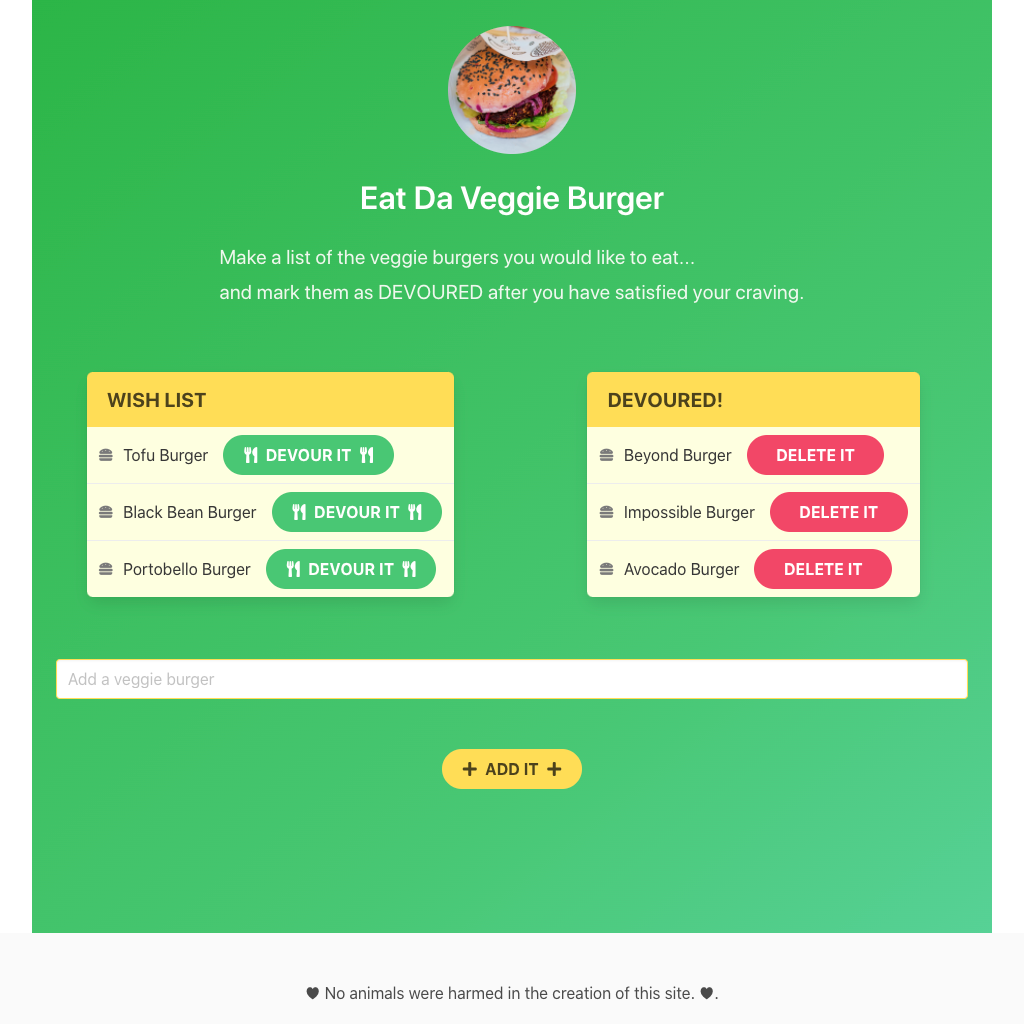 Eat Da Veggie Burger
Make a list of the veggie burgers you would like to eat...
and mark them as DEVOURED after you have satisfied your craving.
WISH LIST
Tofu Burger DEVOUR IT
Black Bean Burger DEVOUR IT
Portobello Burger DEVOUR IT
DEVOURED!
Beyond Burger DELETE IT
Impossible Burger DELETE IT
Avocado Burger DELETE IT
Add a veggie burger
ADD IT
No animals were harmed in the creation of this site. .